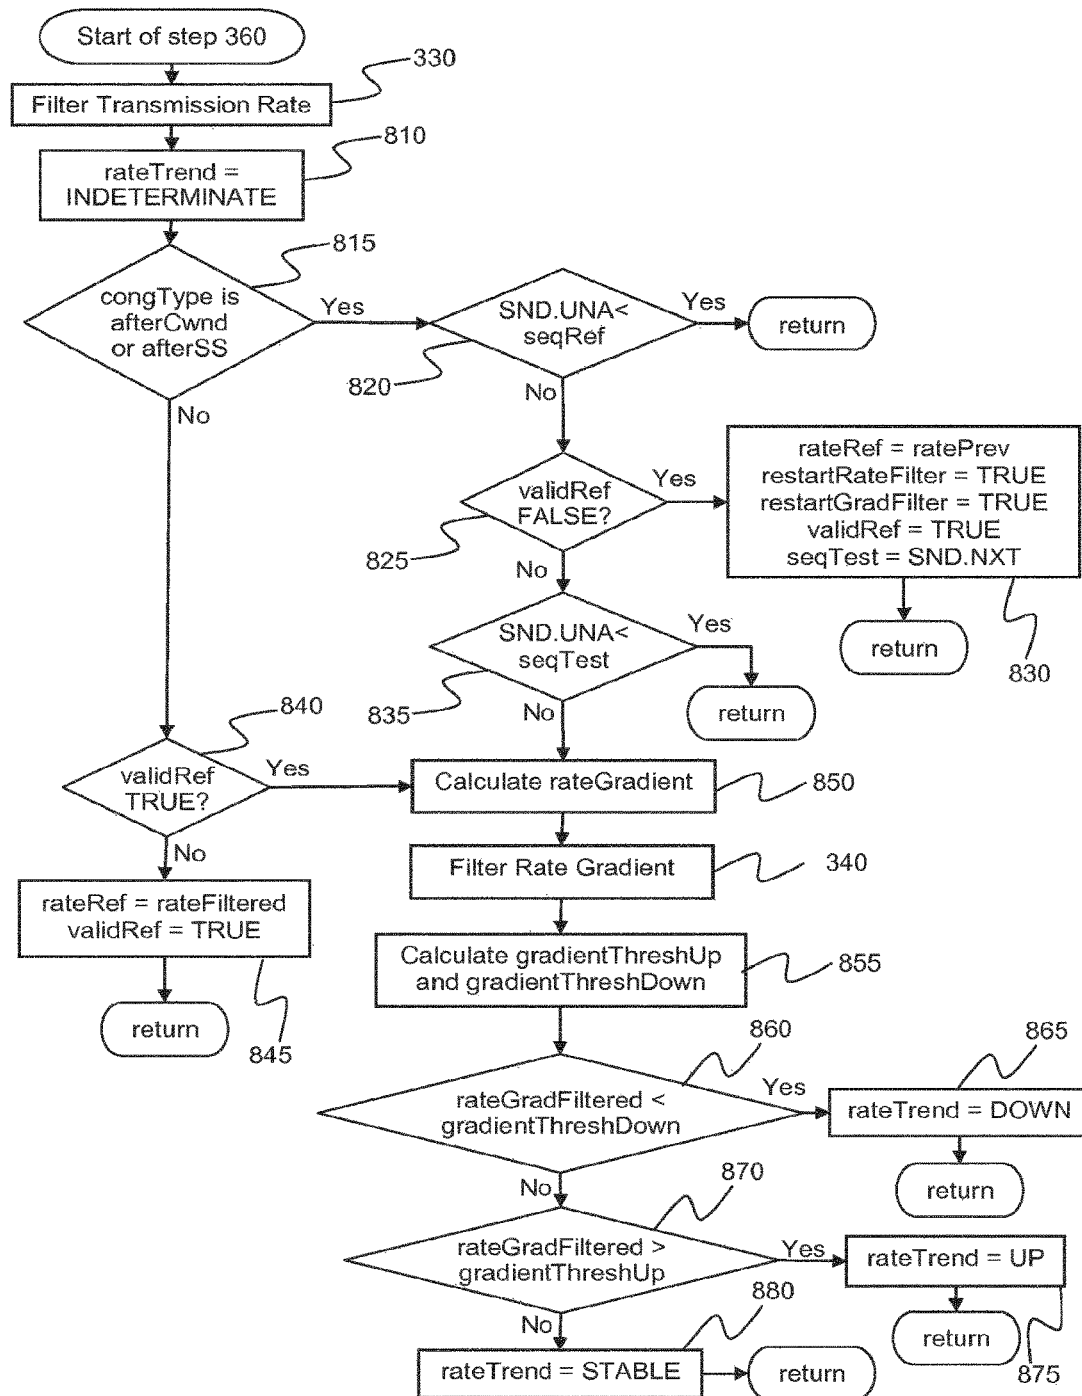 Start of step 360
330
Filter Transmission Rate
810
rateTrend =
INDETERMINATE
815
congType is
afterCwnd
or afterSS
Yes
SND.UNA<
seqRef
Yes
return
820
No
No
rateRef = ratePrev
restartRateFilter = TRUE
restartGradFilter = TRUE
validRef = TRUE
seqTest = SND.NXT
validRef
FALSE?
Yes
825
No
return
830
SND.UNA<
seqTest
Yes
835
return
No
840
validRef
TRUE?
Yes
Calculate rateGradient
850
No
Filter Rate Gradient
340
rateRef = rateFiltered
validRef = TRUE
Calculate gradientThreshUp
and gradientThreshDown
855
return
845
860
865
rateGradFiltered <
gradientThreshDown
Yes
rateTrend = DOWN
return
No
870
rateGradFiltered >
gradientThreshUp
Yes
rateTrend = UP
880
No
return
875
rateTrend = STABLE
return